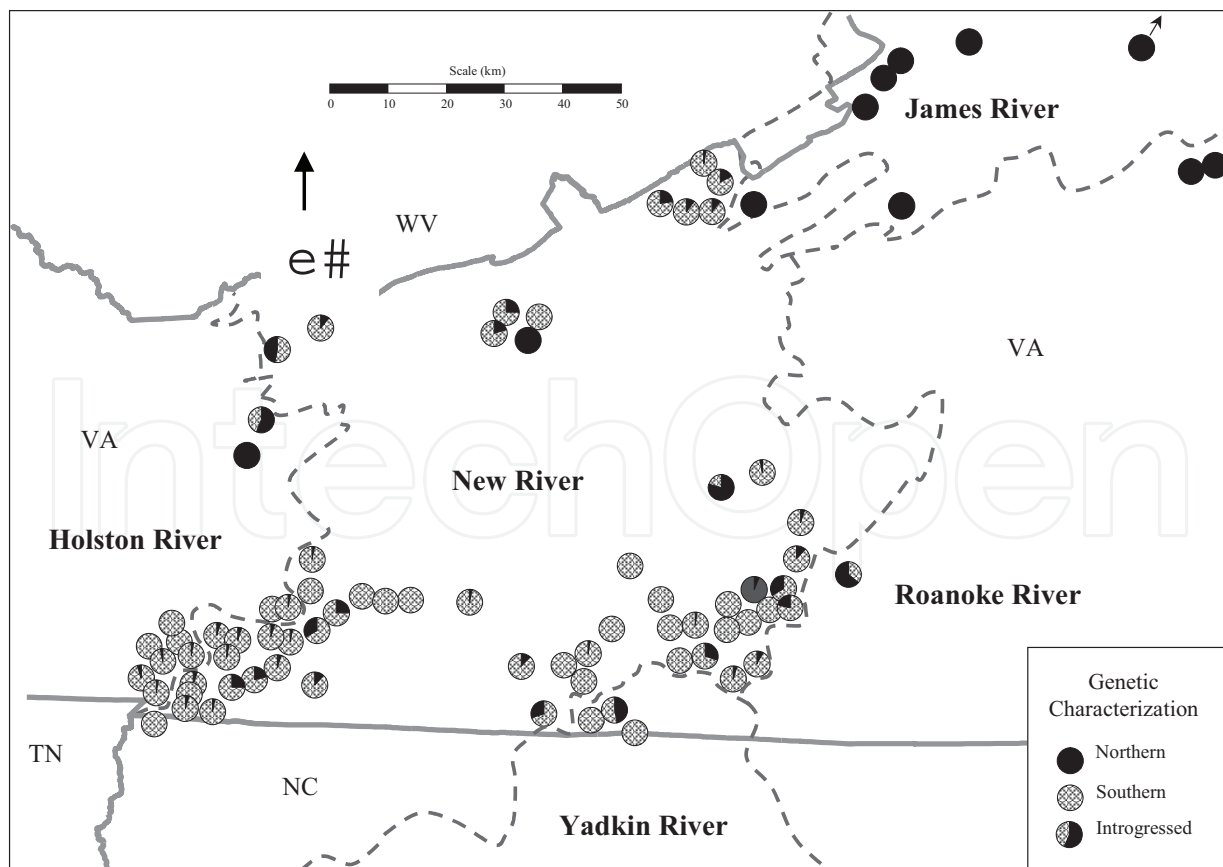 Scale (km)
0 10 20 30 40 50
James River
WV
e#
VA
VA
New River
Holston River
Roanoke River
TN
NC
Yadkin River
Genetic
Characterization
Northern
Southern
Introgressed
IntechOpen